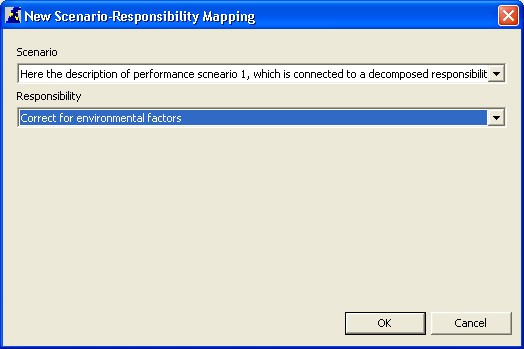 New Scenario-Responsibility Mapping
Scenario
Here the description of performance scneario 1, which is connected to a decomposed responsibilit
Responsibility
Correct for environmental factors
OK Cancel